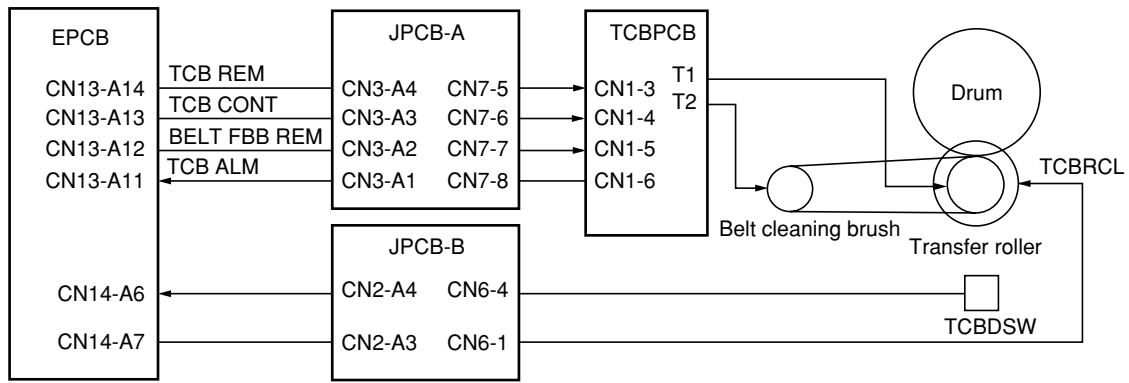 EPCB
JPCB-A
TCBPCB
CN13-A14
TCB REM
CN3-A4
CN7-5
CN1-3
T1
CN13-A13
TCB CONT
CN3-A3
CN7-6
CN1-4
T2
CN13-A12
BELT FBB REM
CN3-A2
CN7-7
CN1-5
CN13-A11
TCB ALM
CN3-A1
CN7-8
CN1-6
Drum
TCBRCL
Belt cleaning brush
Transfer roller
JPCB-B
CN14-A6
CN2-A4
CN6-4
TCBDSW
CN14-A7
CN2-A3
CN6-1